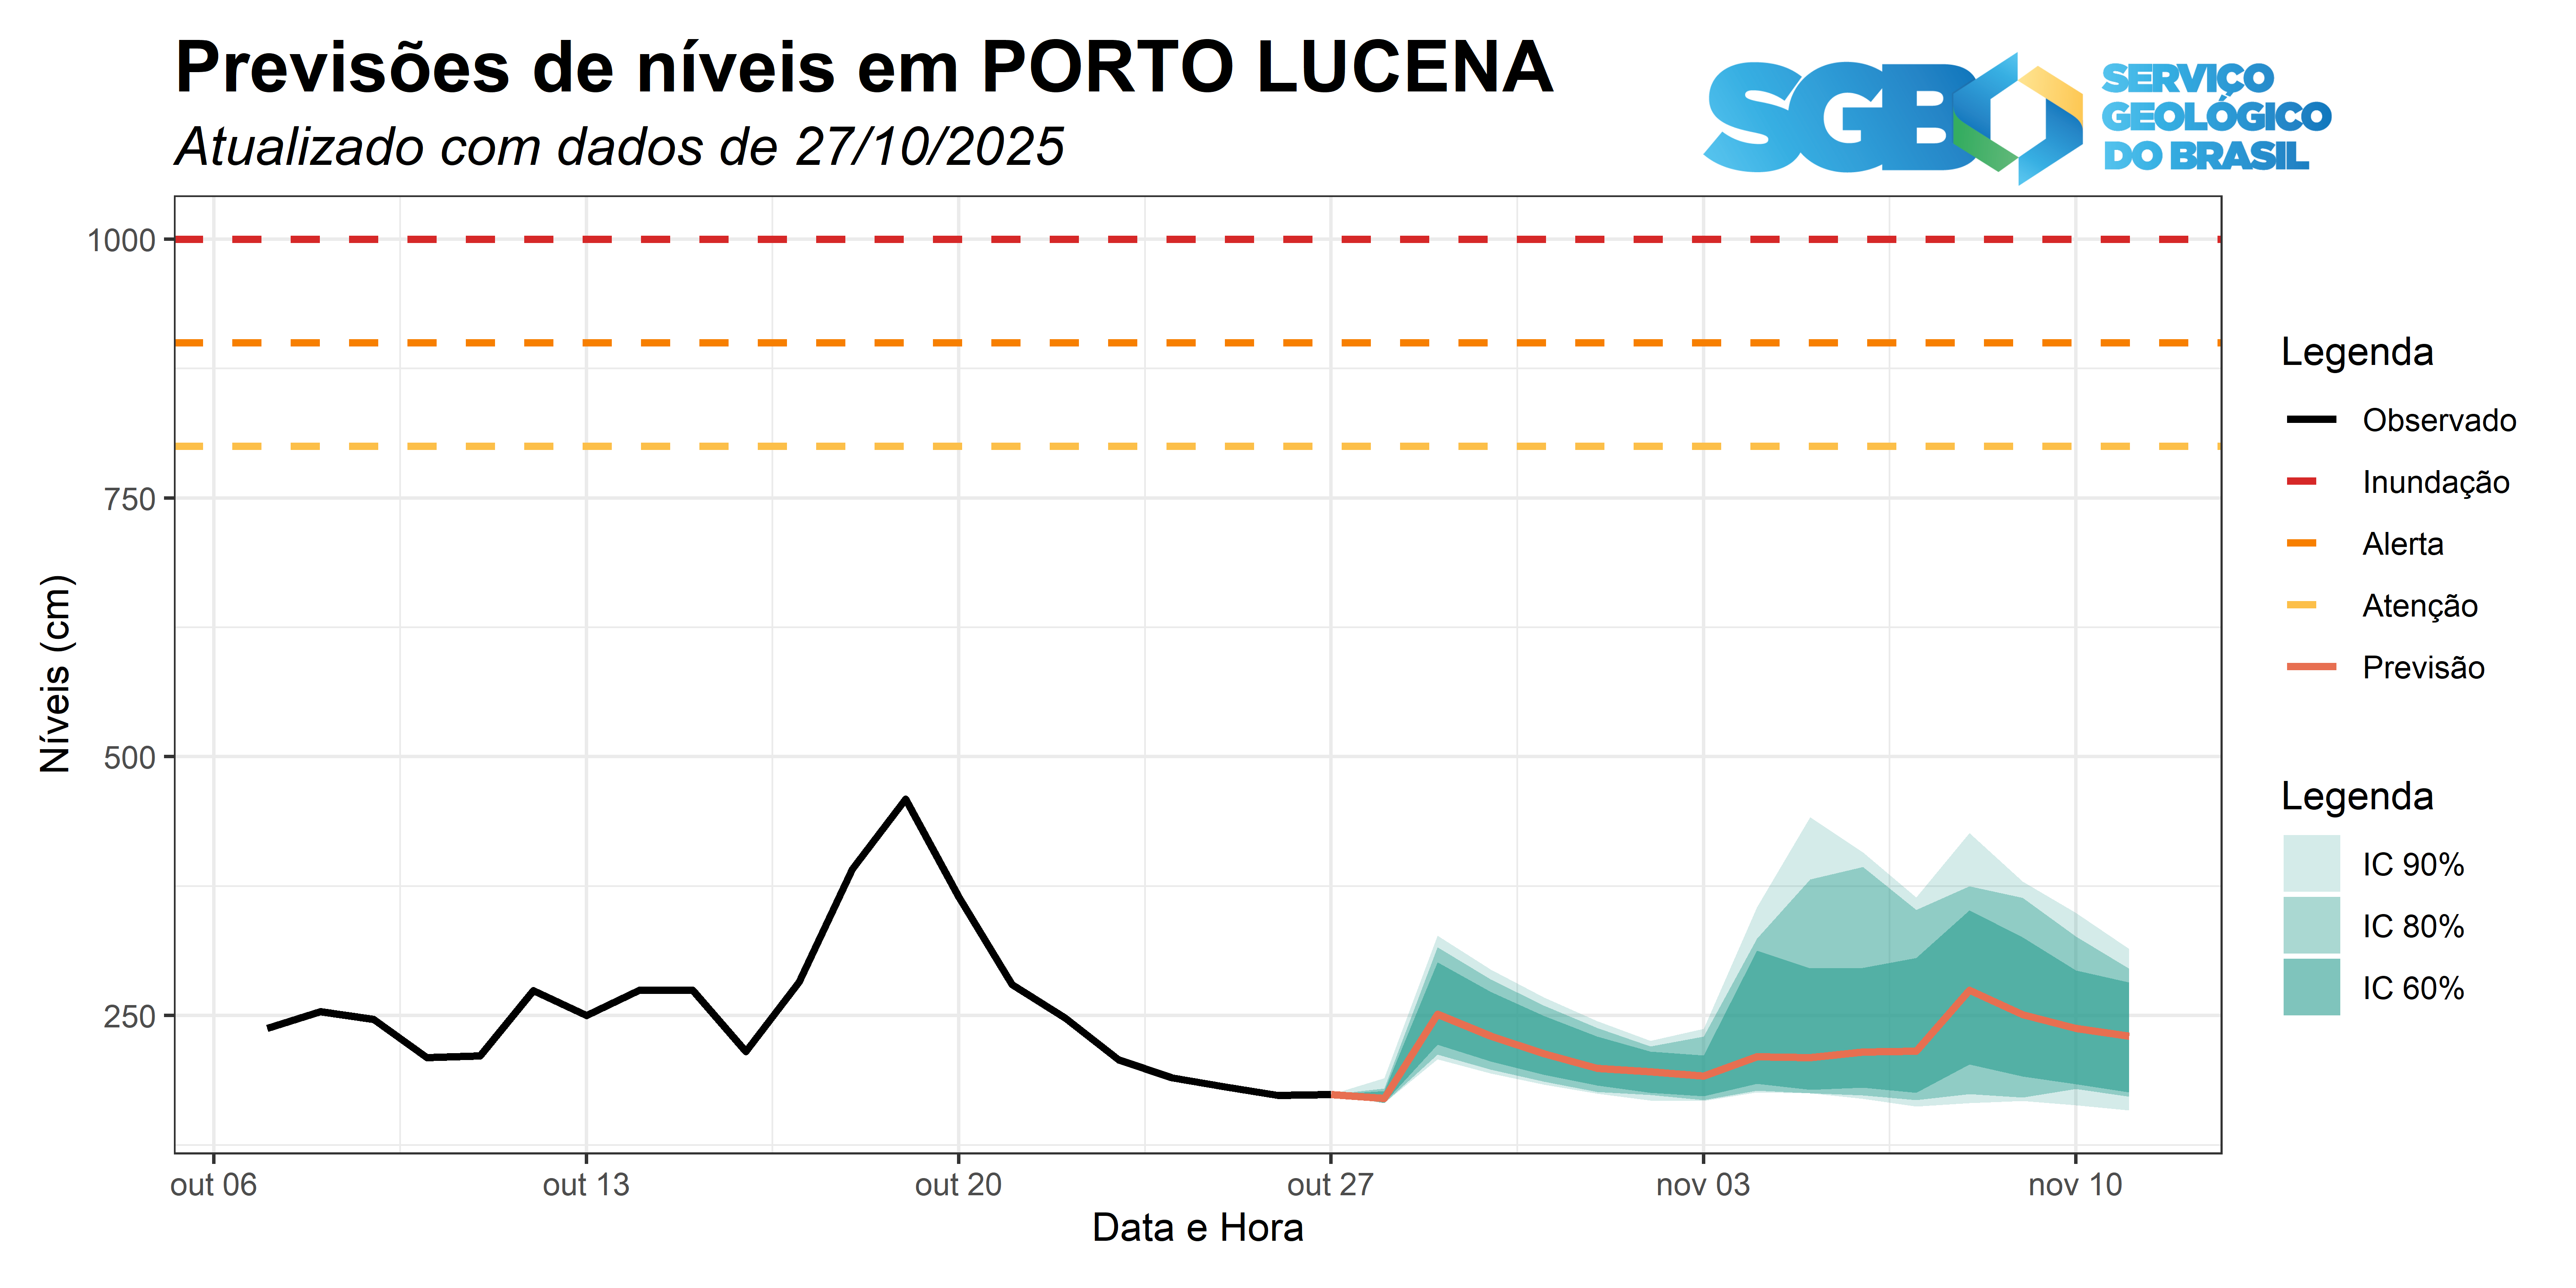 Previsões de níveis em PORTO LUCENA
Atualizado com dados de 27/10/2025
SGB
SERVIÇO
GEOLÓGICO
DO BRASIL
1000
750
500
250
Níveis (cm)
out 06
out 13
out 20
out 27
nov 03
nov 10
Data e Hora
Legenda
Observado
Inundação
Alerta
Atenção
Previsão
Legenda
IC 90%
IC 80%
IC 60%